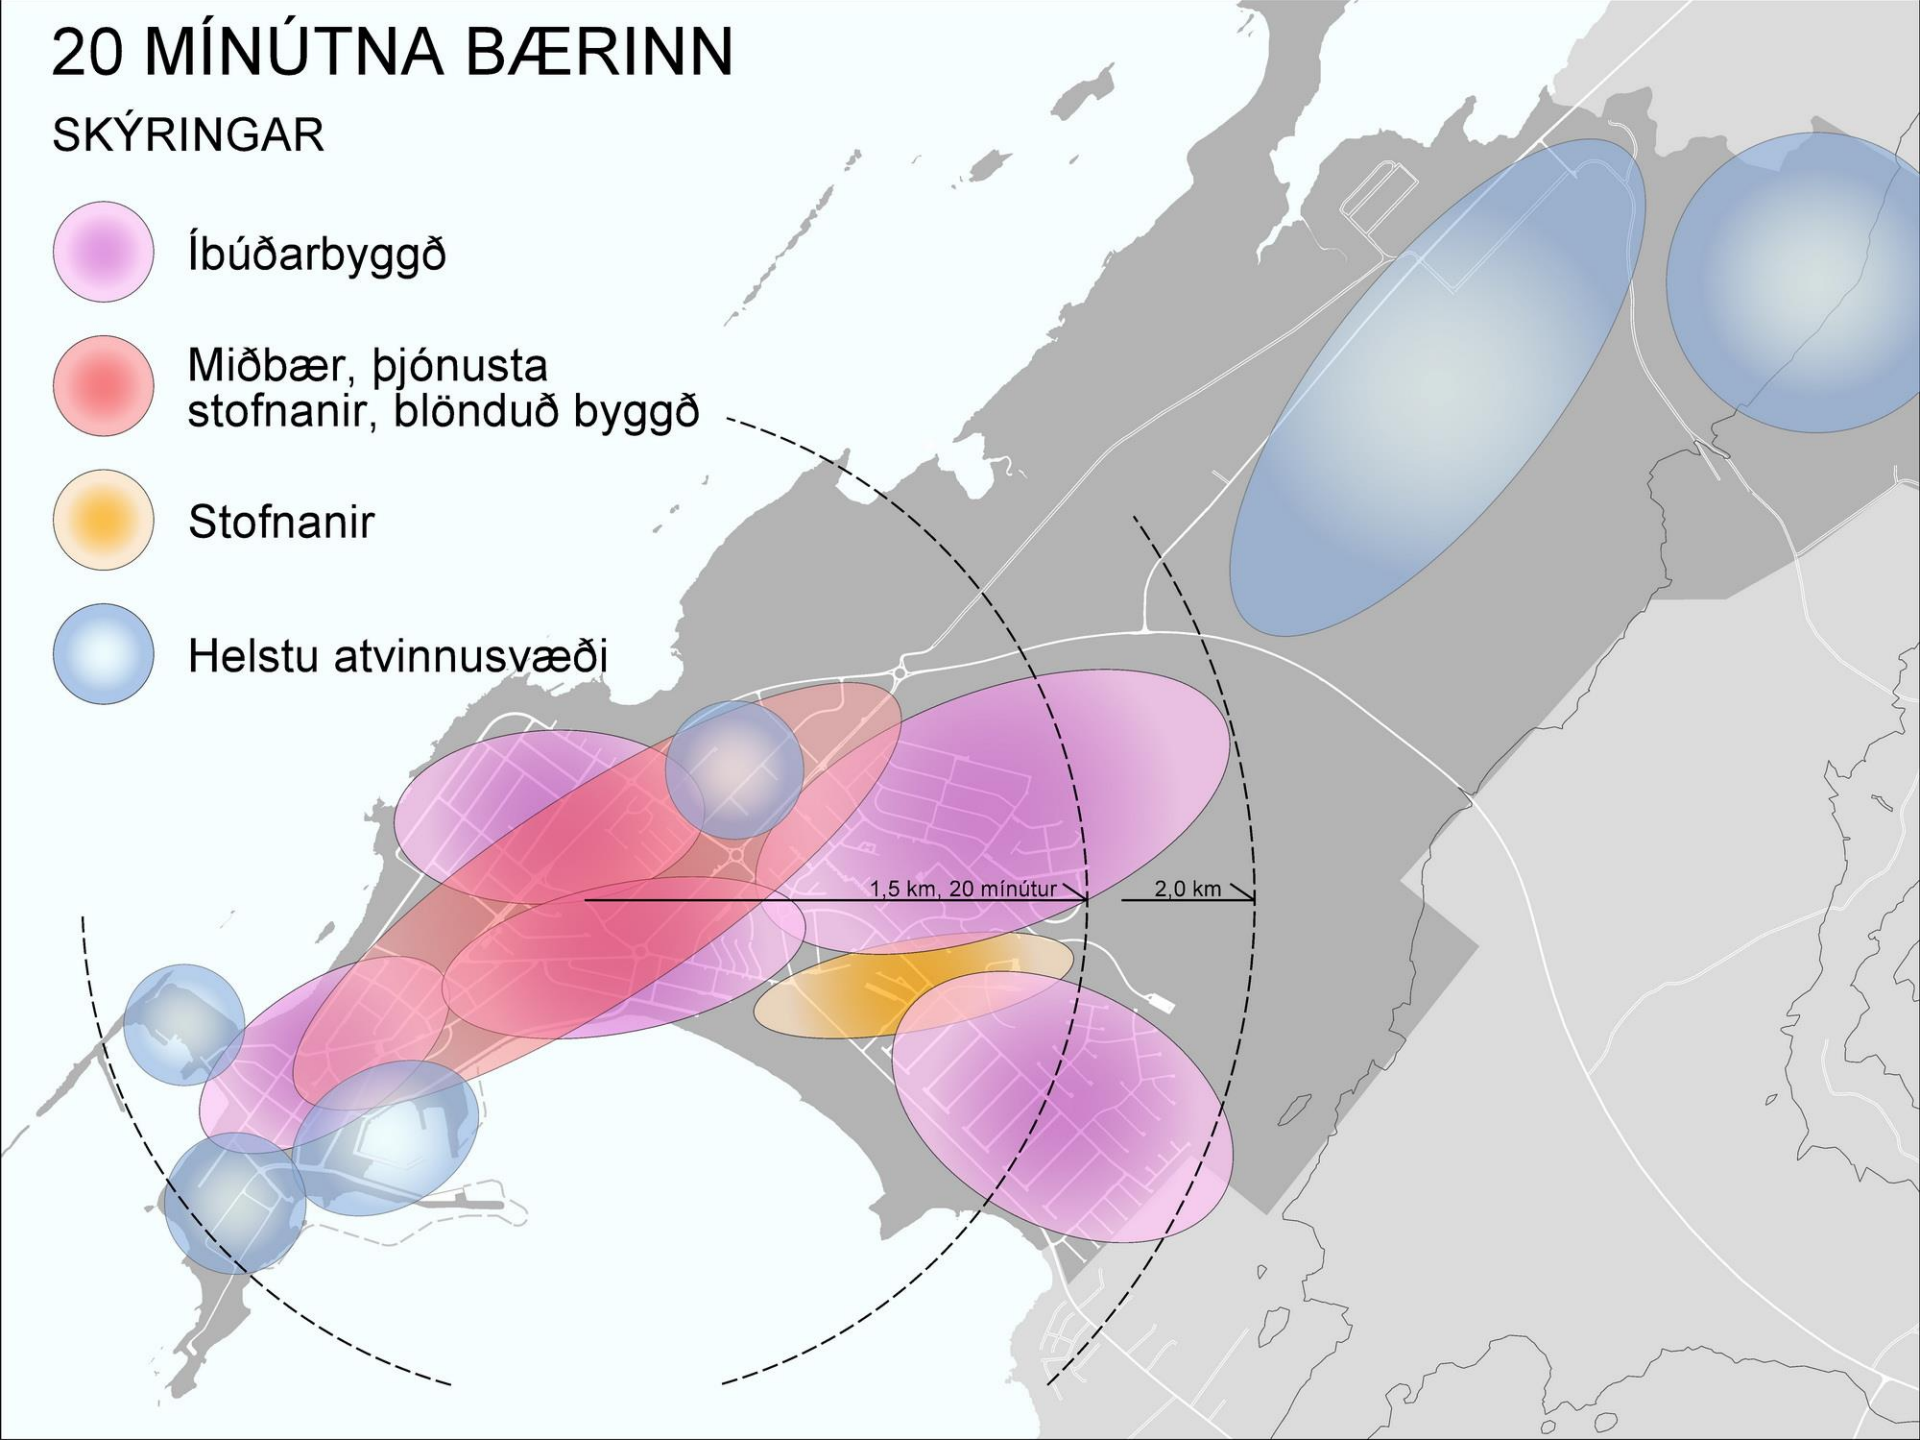 20 MÍNÚTNA BÆRINN
SKÝRINGAR
Íbúðarbyggð
Miðbær, þjónusta
stofnanir, blönduð byggð
Stofnanir
Helstu atvinnusvæði
1,5 km, 20 mínútur
2,0 km